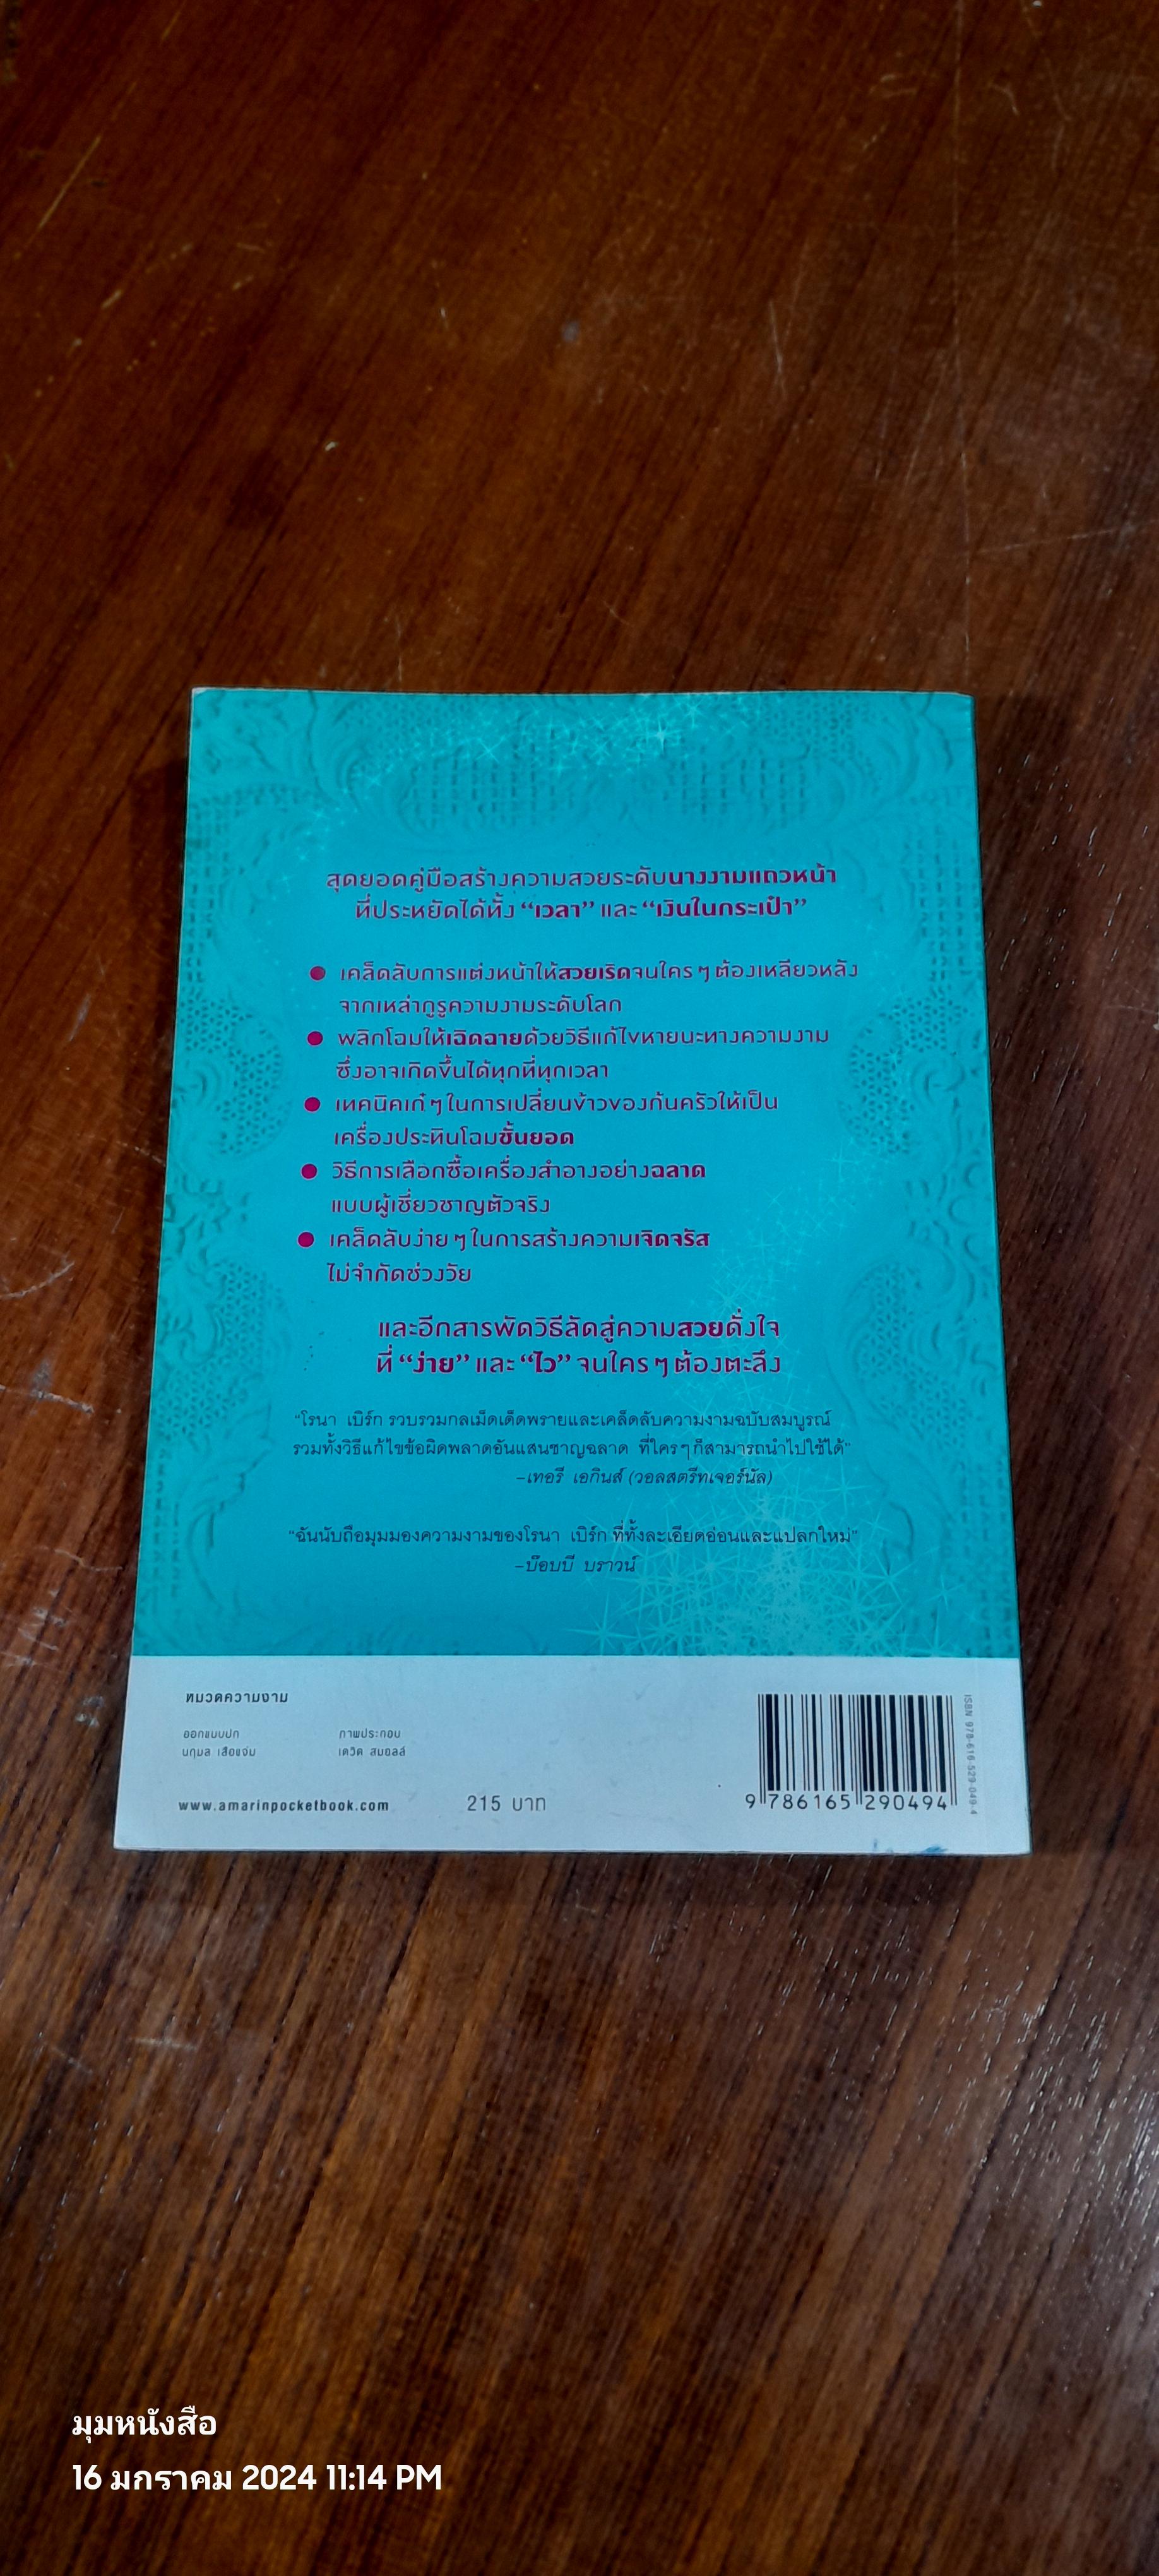 สุดยอดคู่มือสร้างความสวยระดับนางงามแถวหน้า
ที่ประหยัดได้ทั้ง “เวลา” และ “เงินในกระเป๋า”
● เคล็ดลับการแต่งหน้าให้สวยเริดจนใคร ๆ ต้องเหลียวหลัง
จากเหล่ากูรูความงามระดับโลก
● พลิกโฉมให้เฉิดฉายด้วยวิธีแก้ไขหายนะทางความงาม
ซึ่งอาจเกิดขึ้นได้ทุกที่ทุกเวลา
● เทคนิคเก๋ ๆ ในการเปลี่ยนข้าวของก้นครัวให้เป็น
เครื่องประทินโฉมชั้นยอด
● วิธีการเลือกซื้อเครื่องสำอางอย่างฉลาด
แบบผู้เชี่ยวชาญตัวจริง
● เคล็ดลับง่าย ๆ ในการสร้างความเจิดจรัส
ไม่จำกัดช่วงวัย
และอีกสารพัดวิธีลัดสู่ความสวยดั่งใจ
ที่ “ง่าย” และ “ไว” จนใคร ๆ ต้องตะลึง
“โรนา เบิร์ก รวบรวมกลเม็ดเด็ดพรายและเคล็ดลับความงามฉบับสมบูรณ์
รวมทั้งวิธีแก้ไขข้อผิดพลาดอันแสนชาญฉลาด ที่ใคร ๆ ก็สามารถนำไปใช้ได้”
–เทอรี เอกินส์ (วอลสตรีทเจอร์นัล)
“ฉันนับถือมุมมองความงามของโรนา เบิร์ก ที่ทั้งละเอียดอ่อนและแปลกใหม่”
–บ๊อบบี บราวน์
หมวดความงาม
ออกแบบปก ภาพประกอบ
นฤมล เสือแจ่ม เดวิด สมอลล์
www.amarinpocketbook.com 215 บาท
ISBN 978-616-529-049-4
9 786165 290494
มุมหนังสือ
16 มกราคม 2024 11:14 PM